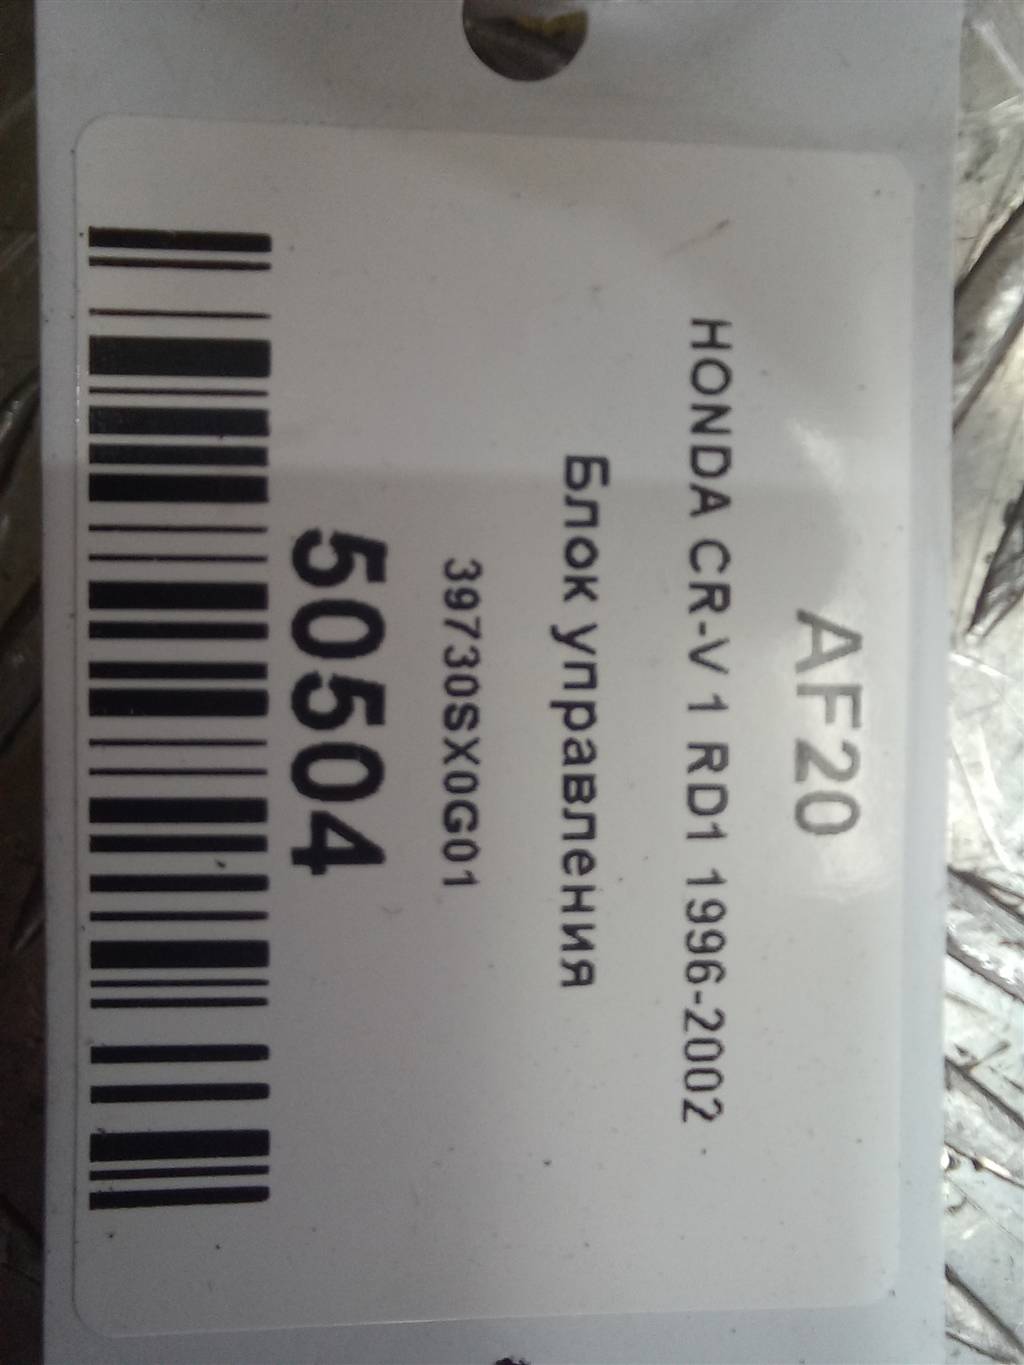 AF20
HONDA CR-V 1 RD1 1996-2002
Блок управления
39730SX0G01
50504